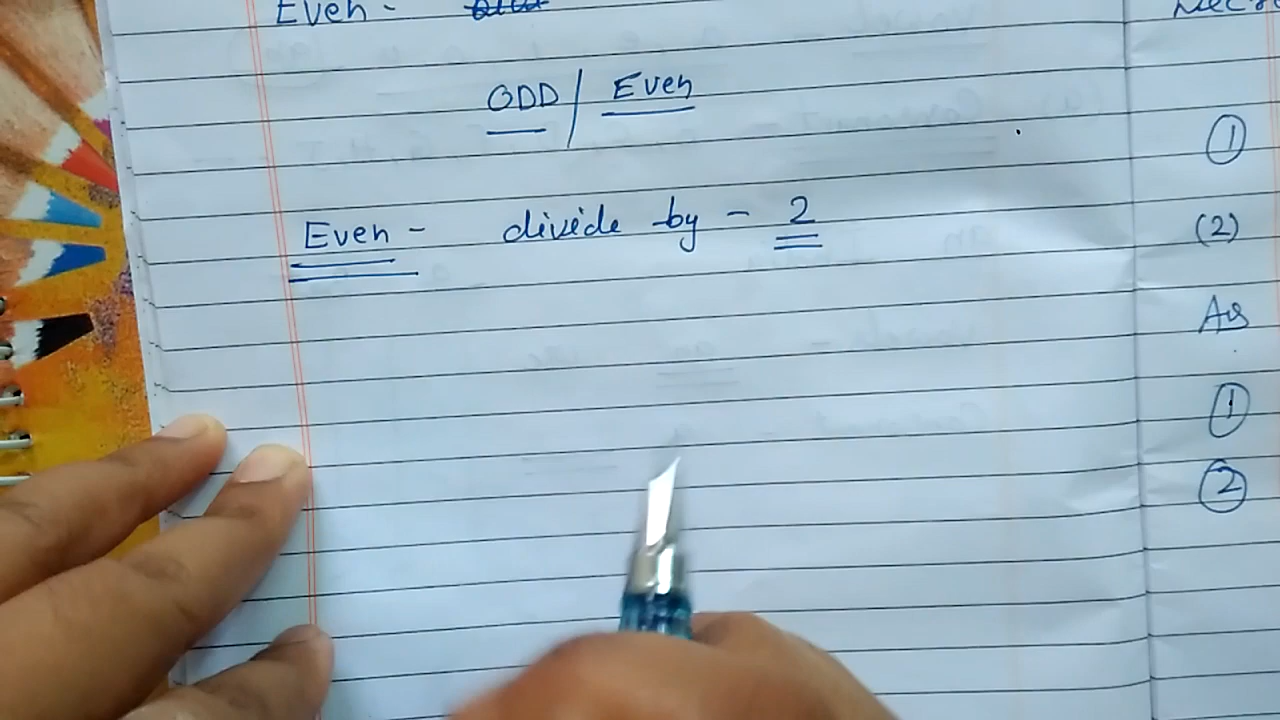 Even -
ODD / Even
Even - divide by - 2
①
(2)
As
①
②